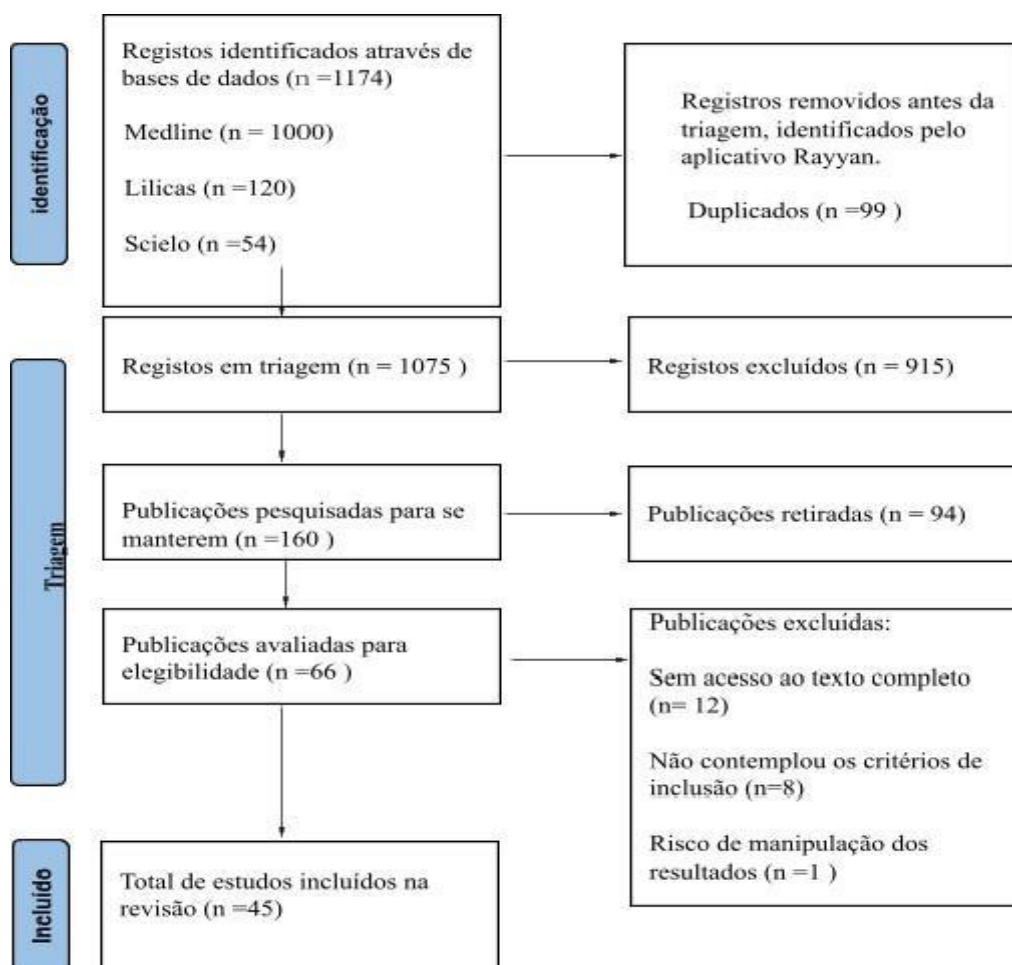 identificação
Registos identificados através de
bases de dados (n =1174)
Medline (n = 1000)
Lilicas (n =120)
Scielo (n =54)
Registros removidos antes da
triagem, identificados pelo
aplicativo Rayyan.
Duplicados (n =99 )
Triagem
Registos em triagem (n = 1075 )
Registos excluídos (n = 915)
Publicações pesquisadas para se
manterem (n =160 )
Publicações retiradas (n = 94)
Publicações avaliadas para
elegibilidade (n =66 )
Publicações excluídas:
Sem acesso ao texto completo
(n= 12)
Não contemplou os critérios de
inclusão (n=8)
Risco de manipulação dos
resultados (n =1 )
Incluído
Total de estudos incluídos na
revisão (n =45)